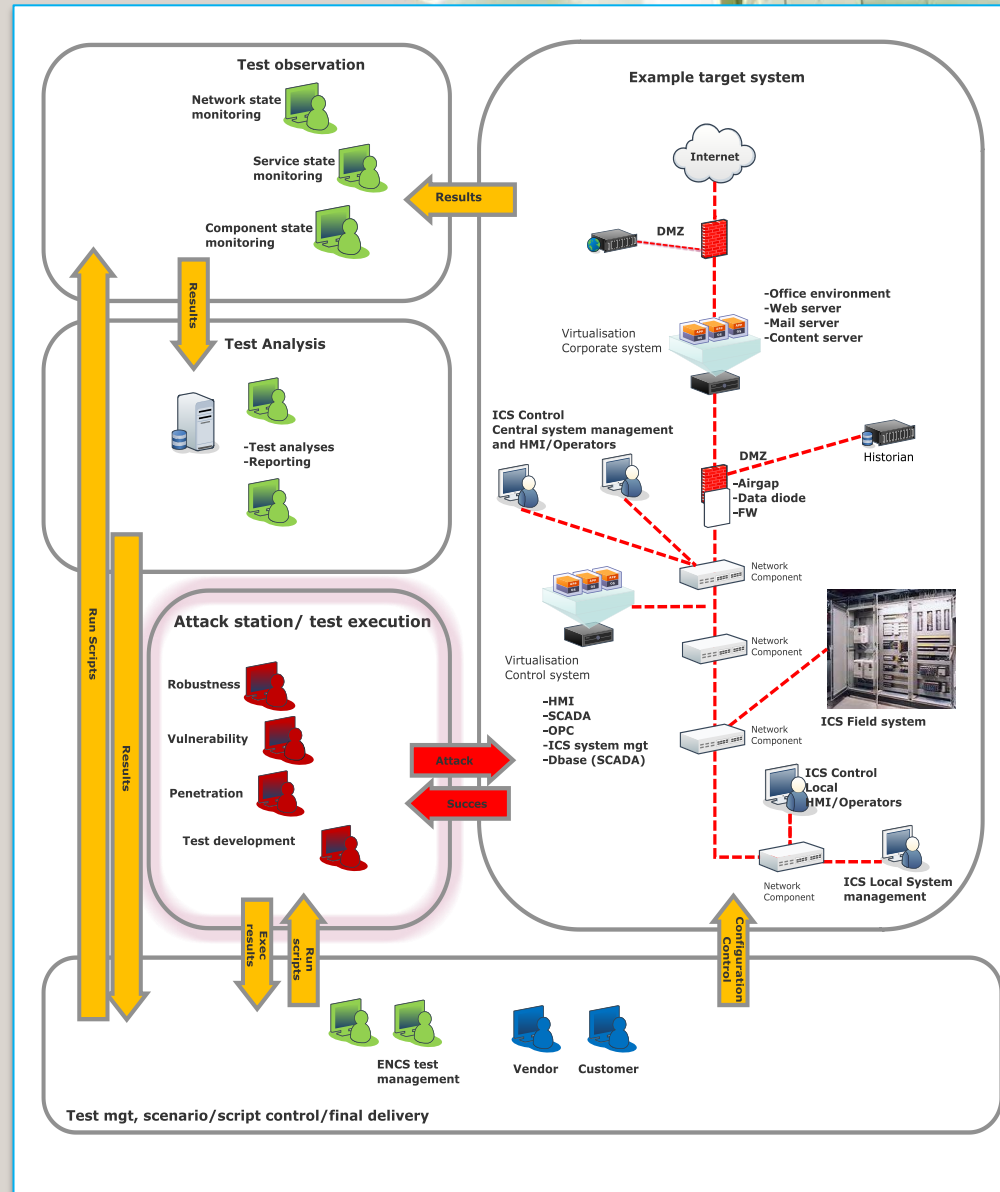 Test observation
Network state
monitoring
Service state
monitoring
Component state
monitoring
Results
Results
Test Analysis
-Test analyses
-Reporting
Run Scripts
Results
Attack station/ test execution
Robustness
Vulnerability
Penetration
Test development
Attack
Succes
Exec
results
Run
scripts
Example target system
Internet
DMZ
-Office environment
-Web server
-Mail server
-Content server
Virtualisation
Corporate system
ICS Control
Central system management
and HMI/Operators
DMZ
Historian
-Airgap
-Data diode
-FW
Network
Component
Virtualisation
Control system
-HMI
-SCADA
-OPC
-ICS system mgt
-Dbase (SCADA)
Network
Component
Network
Component
ICS Field system
ICS Control
Local
HMI/Operators
Network
Component
ICS Local System
management
Configuration
Control
ENCS test
management
Vendor
Customer
Test mgt, scenario/script control/final delivery